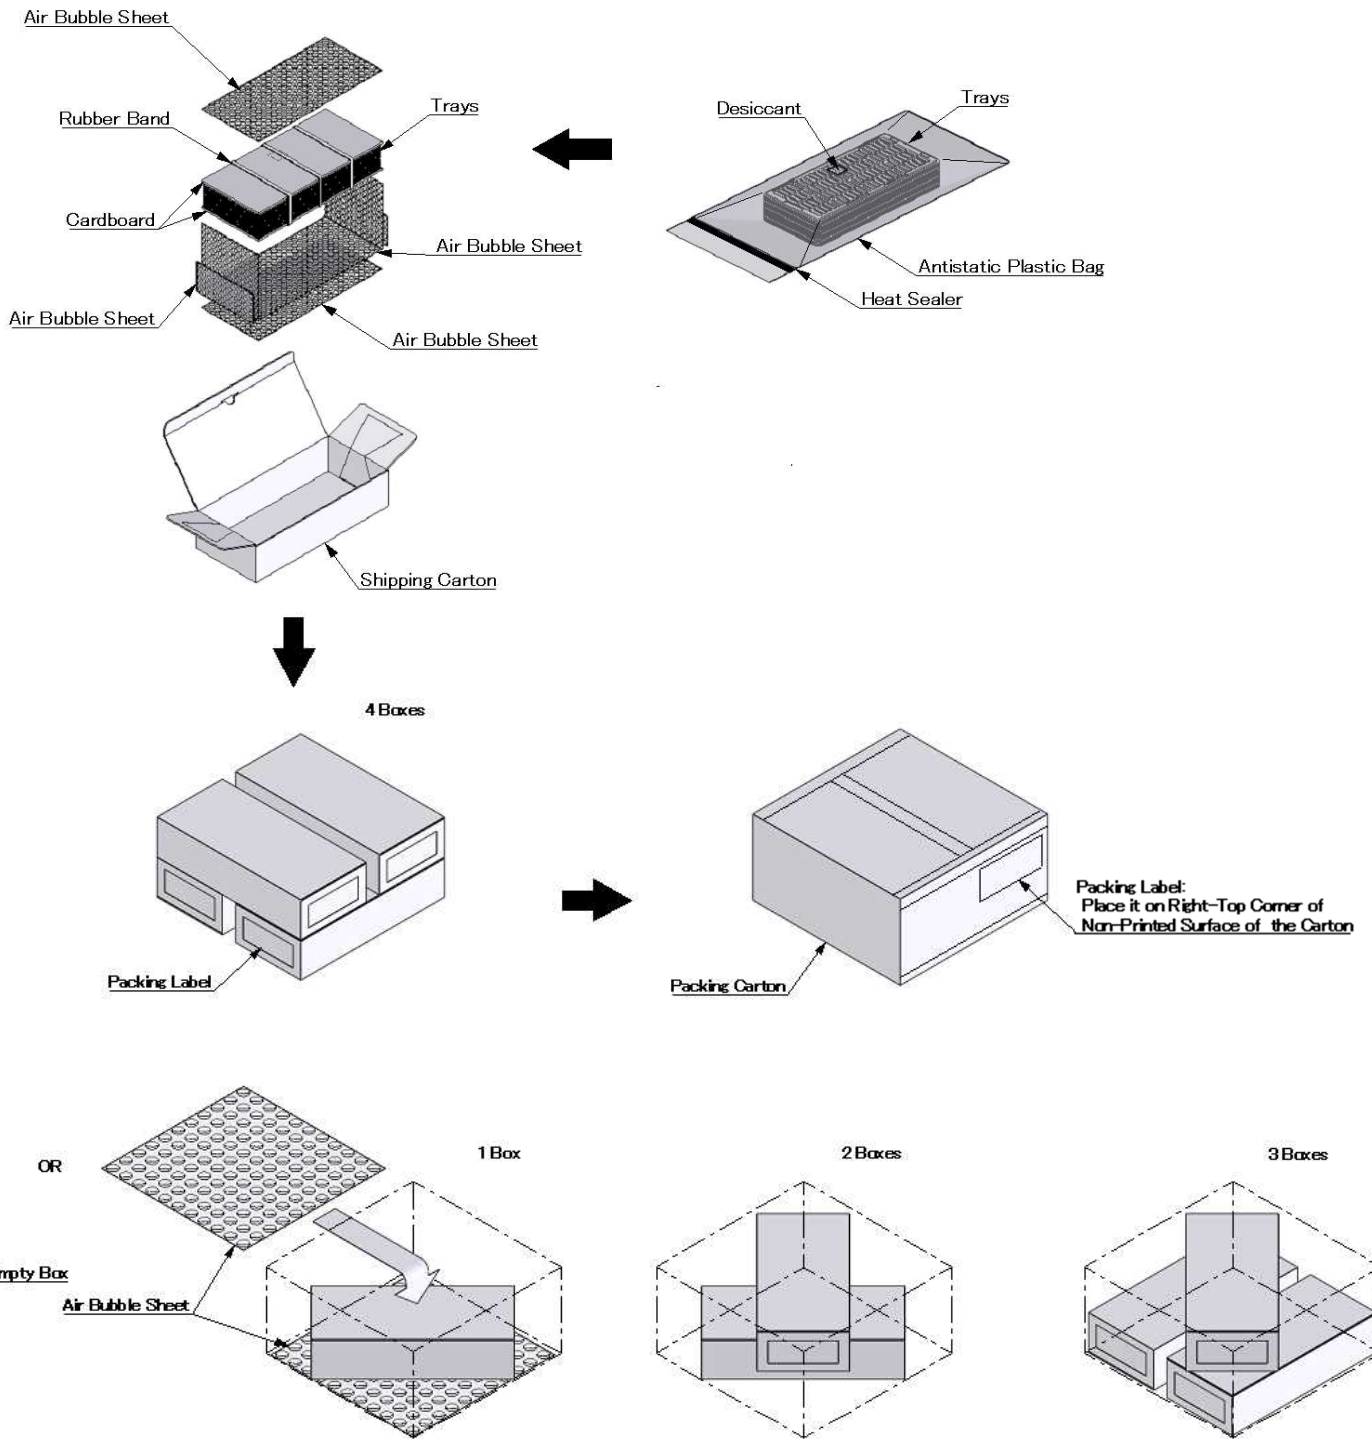 Air Bubble Sheet
Rubber Band
Trays
Cardboard
Air Bubble Sheet
Air Bubble Sheet
Air Bubble Sheet
Desiccant
Trays
Antistatic Plastic Bag
Heat Sealer
Shipping Carton
4 Boxes
Packing Label
Packing Carton
Packing Label:
Place it on Right-Top Corner of
Non-Printed Surface of the Carton
OR
1 Box
2 Boxes
3 Boxes
mpty Box
Air Bubble Sheet